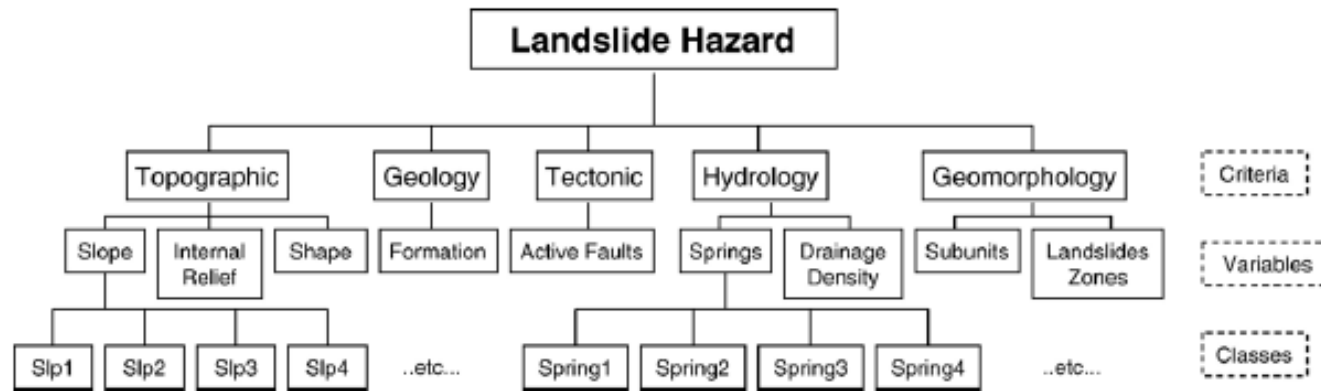 Landslide Hazard
Topographic
Geology
Tectonic
Hydrology
Geomorphology
Criteria
Slope
Internal
Relief
Shape
Formation
Active Faults
Springs
Drainage
Density
Subunits
Landslides
Zones
Variables
Slp1
Slp2
Slp3
Slp4
..etc...
Spring1
Spring2
Spring3
Spring4
..etc...
Classes